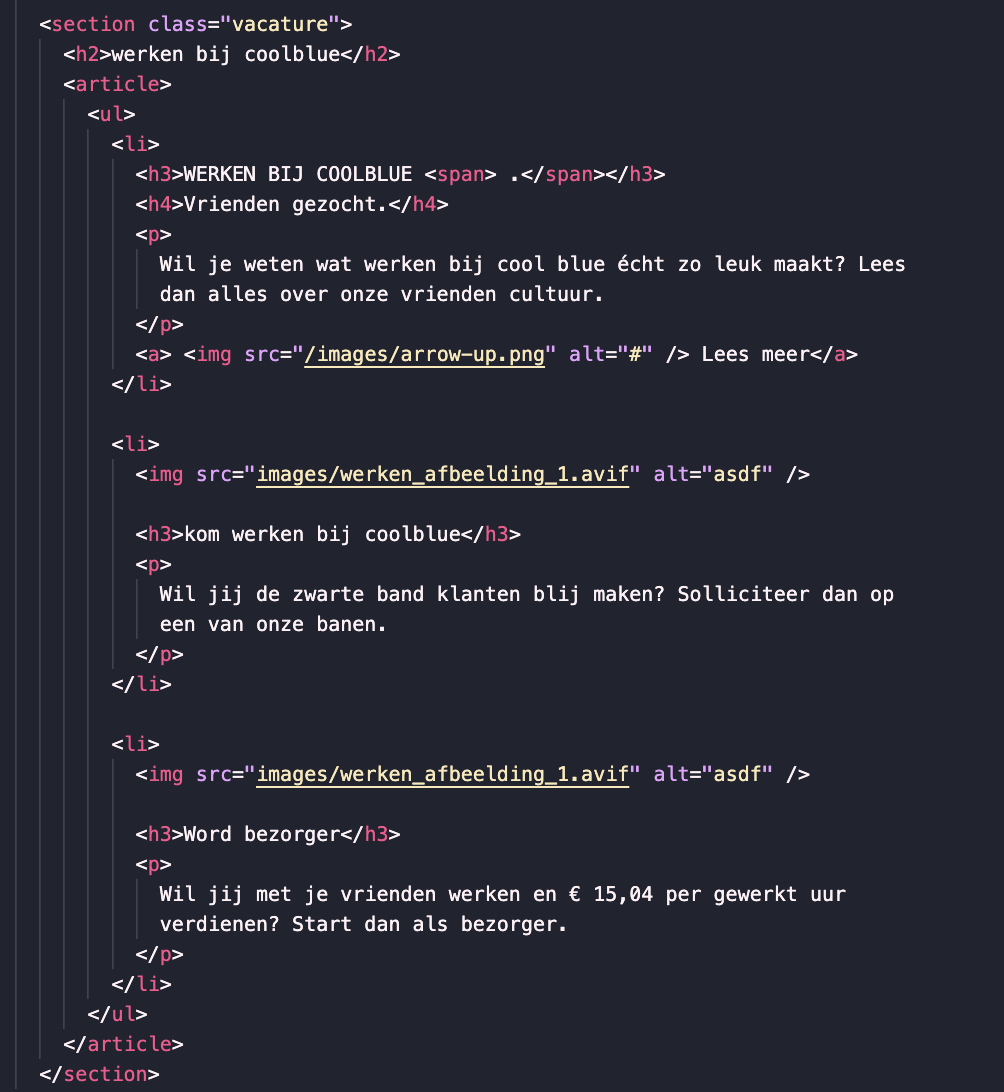 <section class="vacature">
<h2>werken bij coolblue</h2>
<article>
<ul>
<li>
<h3>WERKEN BIJ COOLBLUE <span> .</span></h3>
<h4>Vrienden gezocht.</h4>
<p>
Wil je weten wat werken bij cool blue écht zo leuk maakt? Lees
dan alles over onze vrienden cultuur.
</p>
<a> <img src="/images/arrow-up.png" alt="#" /> Lees meer</a>
</li>
<li>
<img src="images/werken_afbeelding_1.avif" alt="asdf" />
<h3>kom werken bij coolblue</h3>
<p>
Wil jij de zwarte band klanten blij maken? Solliciteer dan op
een van onze banen.
</p>
</li>
<li>
<img src="images/werken_afbeelding_1.avif" alt="asdf" />
<h3>Word bezorger</h3>
<p>
Wil jij met je vrienden werken en € 15,04 per gewerkt uur
verdienen? Start dan als bezorger.
</p>
</li>
</ul>
</article>
</section>